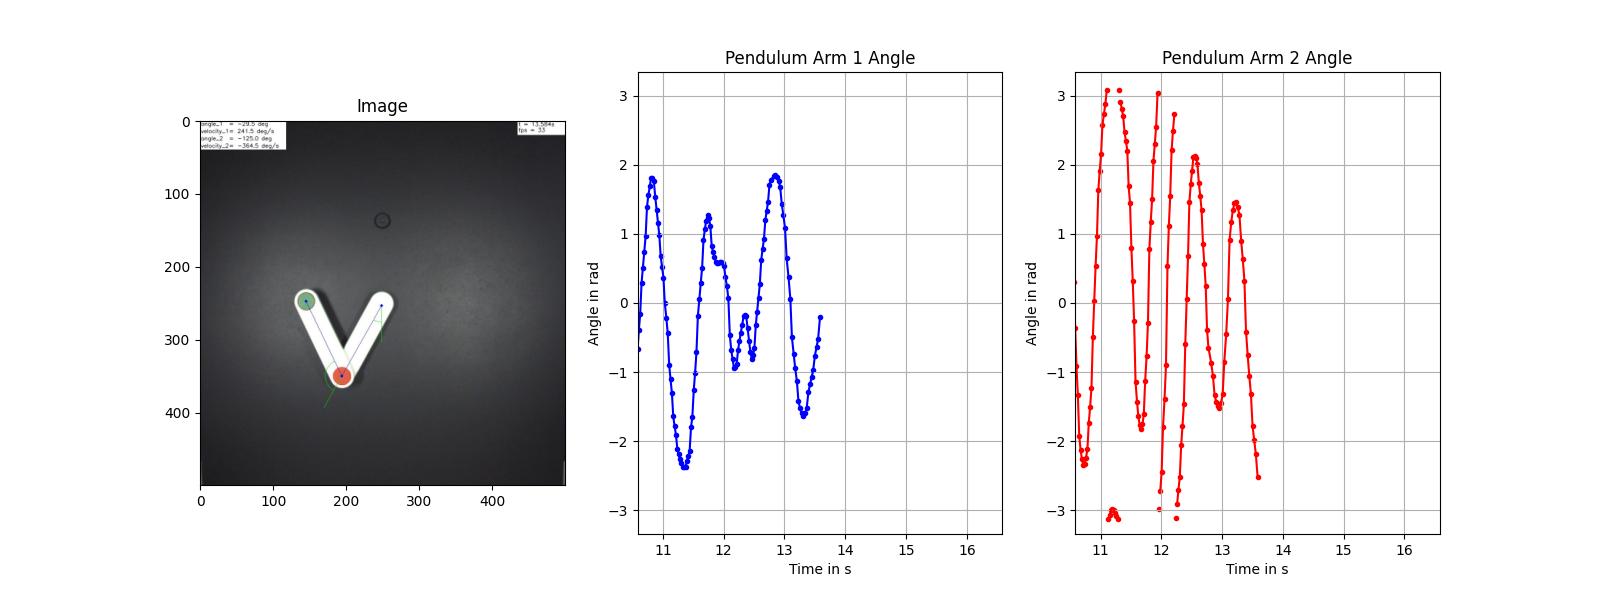 Image
angle_1 = -29.5 deg
velocity_1= 241.5 deg/s
angle_2 = -125.0 deg
velocity_2= -364.5 deg/s
t = 13.584s
fps = 33
0
100
200
300
400
0 100 200 300 400
Pendulum Arm 1 Angle
Angle in rad
3
2
1
0
−1
−2
−3
11 12 13 14 15 16
Time in s
Pendulum Arm 2 Angle
Angle in rad
3
2
1
0
−1
−2
−3
11 12 13 14 15 16
Time in s